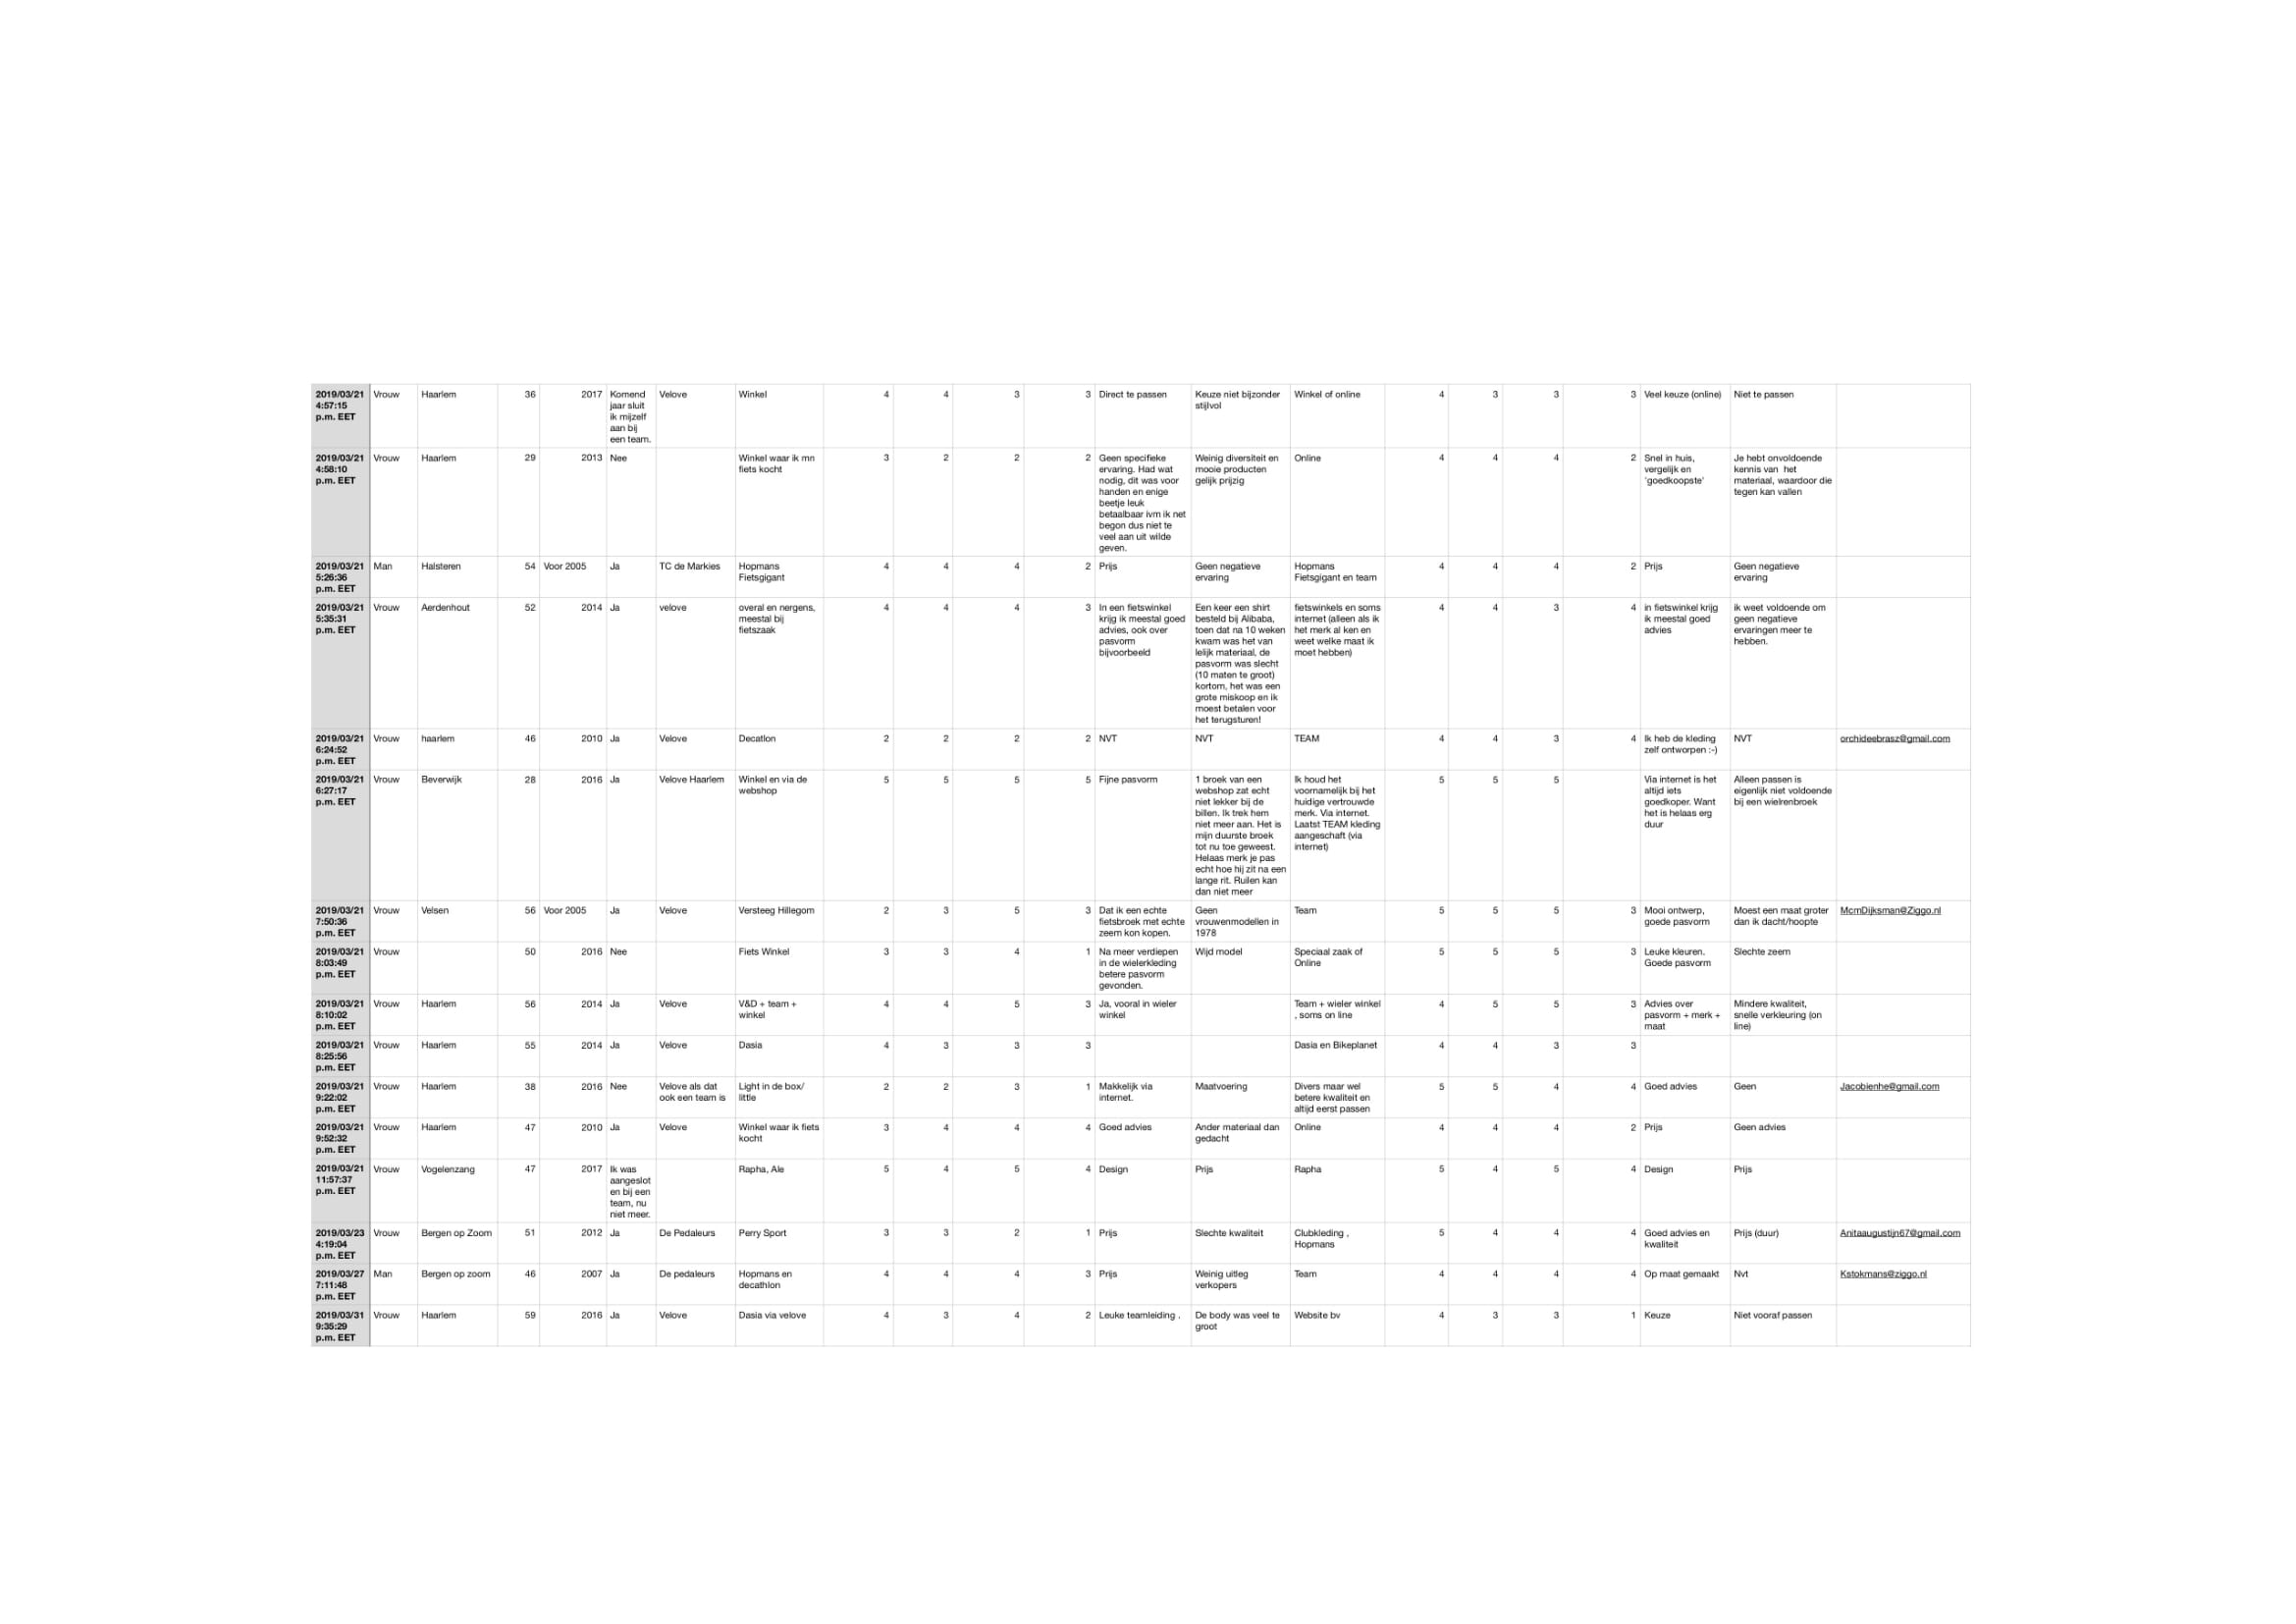 2019/03/21 4:57:15 p.m. EET Vrouw Haarlem 36 2017 Komend jaar sluit ik mijzelf aan bij een team. Velove Winkel 4 4 3 3 Direct te passen Keuze niet bijzonder stijlvol Winkel of online 4 3 3 3 Veel keuze (online) Niet te passen
2019/03/21 4:58:10 p.m. EET Vrouw Haarlem 29 2013 Nee Winkel waar ik mn fiets kocht 3 2 2 2 Geen specifieke ervaring. Had wat nodig, dit was voor handen en enige beetje leuk betaalbaar ivm ik net begon dus niet te veel aan uit wilde geven. Weinig diversiteit en mooie producten gelijk prijzig Online 4 4 4 2 Snel in huis, vergelijk en 'goedkoopste' Je hebt onvoldoende kennis van het materiaal, waardoor die tegen kan vallen
2019/03/21 5:26:36 p.m. EET Man Halsteren 54 Voor 2005 Ja TC de Markies Hopmans Fietsgigant 4 4 4 2 Prijs Geen negatieve ervaring Hopmans Fietsgigant en team 4 4 4 2 Prijs Geen negatieve ervaring
2019/03/21 5:35:31 p.m. EET Vrouw Aerdenhout 52 2014 Ja velove overal en nergens, meestal bij fietszaak 4 4 4 3 In een fietswinkel krijg ik meestal goed advies, ook over pasvorm bijvoorbeeld Een keer een shirt besteld bij Alibaba, toen dat na 10 weken kwam was het van lelijk materiaal, de pasvorm was slecht (10 maten te groot) kortom, het was een grote miskoop en ik moest betalen voor het terugsturen! fietswinkels en soms internet (alleen als ik het merk al ken en weet welke maat ik moet hebben) 4 4 3 4 in fietswinkel krijg ik meestal goed advies ik weet voldoende om geen negatieve ervaringen meer te hebben.
2019/03/21 6:24:52 p.m. EET Vrouw haarlem 46 2010 Ja Velove Decatlon 2 2 2 2 NVT NVT TEAM 4 4 3 4 Ik heb de kleding zelf ontworpen :-) NVT orchideebrasz@gmail.com
2019/03/21 6:27:17 p.m. EET Vrouw Beverwijk 28 2016 Ja Velove Haarlem Winkel en via de webshop 5 5 5 5 Fijne pasvorm 1 broek van een webshop zat echt niet lekker bij de billen. Ik trek hem niet meer aan. Het is mijn duurste broek tot nu toe geweest. Helaas merk je pas echt hoe hij zit na een lange rit. Ruilen kan dan niet meer Ik houd het voornamelijk bij het huidige vertrouwde merk. Via internet. Laatst TEAM kleding aangeschaft (via internet) 5 5 5 Via internet is het altijd iets goedkoper. Want het is helaas erg duur Alleen passen is eigenlijk niet voldoende bij een wielrenbroek
2019/03/21 7:50:36 p.m. EET Vrouw Velsen 56 Voor 2005 Ja Velove Versteeg Hillegom 2 3 5 3 Dat ik een echte fietsbroek met echte zeem kon kopen. Geen vrouwenmodellen in 1978 Team 5 5 5 3 Mooi ontwerp, goede pasvorm Moest een maat groter dan ik dacht/hoopte McmDijksman@Ziggo.nl
2019/03/21 8:03:49 p.m. EET Vrouw 50 2016 Nee Fiets Winkel 3 3 4 1 Na meer verdiepen in de wielerkleding betere pasvorm gevonden. Wijd model Speciaal zaak of Online 5 5 5 3 Leuke kleuren. Goede pasvorm Slechte zeem
2019/03/21 8:10:02 p.m. EET Vrouw Haarlem 56 2014 Ja Velove V&D + team + winkel 4 4 5 3 Ja, vooral in wieler winkel Team + wieler winkel , soms on line 4 5 5 3 Advies over pasvorm + merk + maat Mindere kwaliteit, snelle verkleuring (on line)
2019/03/21 8:25:56 p.m. EET Vrouw Haarlem 55 2014 Ja Velove Dasia 4 3 3 3 Dasia en Bikeplanet 4 4 3 3
2019/03/21 9:22:02 p.m. EET Vrouw Haarlem 38 2016 Nee Velove als dat ook een team is Light in de box/ little 2 2 3 1 Makkelijk via internet. Maatvoering Divers maar wel betere kwaliteit en altijd eerst passen 5 5 4 4 Goed advies Geen Jacobienhe@gmail.com
2019/03/21 9:52:32 p.m. EET Vrouw Haarlem 47 2010 Ja Velove Winkel waar ik fiets kocht 3 4 4 4 Goed advies Ander materiaal dan gedacht Online 4 4 4 2 Prijs Geen advies
2019/03/21 11:57:37 p.m. EET Vrouw Vogelenzang 47 2017 Ik was aangeslot en bij een team, nu niet meer. Rapha, Ale 5 4 5 4 Design Prijs Rapha 5 4 5 4 Design Prijs
2019/03/23 4:19:04 p.m. EET Vrouw Bergen op Zoom 51 2012 Ja De Pedaleurs Perry Sport 3 3 2 1 Prijs Slechte kwaliteit Clubkleding , Hopmans 5 4 4 4 Goed advies en kwaliteit Prijs (duur) Anitaaugustijn67@gmail.com
2019/03/27 7:11:48 p.m. EET Man Bergen op zoom 46 2007 Ja De pedaleurs Hopmans en decathlon 4 4 4 3 Prijs Weinig uitleg verkopers Team 4 4 4 4 Op maat gemaakt Nvt Kstokmans@ziggo.nl
2019/03/31 9:35:29 p.m. EET Vrouw Haarlem 59 2016 Ja Velove Dasia via velove 4 3 4 2 Leuke teamleiding . De body was veel te groot Website bv 4 3 3 1 Keuze Niet vooraf passen